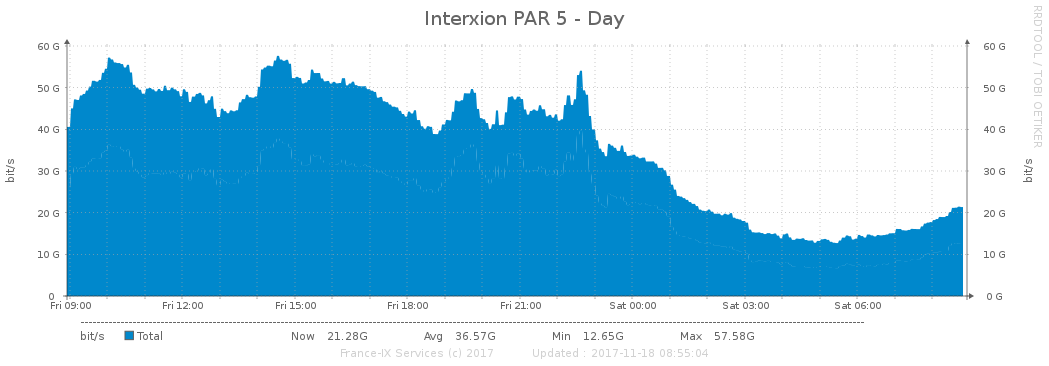 Interxion PAR 5 - Day
RRDTOOL / TOBI OETIKER
60 G 60 G
50 G 50 G
40 G 40 G
30 G 30 G
20 G 20 G
10 G 10 G
0 0 G
bit/s
bit/s
Fri 09:00 Fri 12:00 Fri 15:00 Fri 18:00 Fri 21:00 Sat 00:00 Sat 03:00 Sat 06:00
bit/s Total Now 21.28G Avg 36.57G Min 12.65G Max 57.58G
France-IX Services (c) 2017 Updated : 2017-11-18 08:55:04